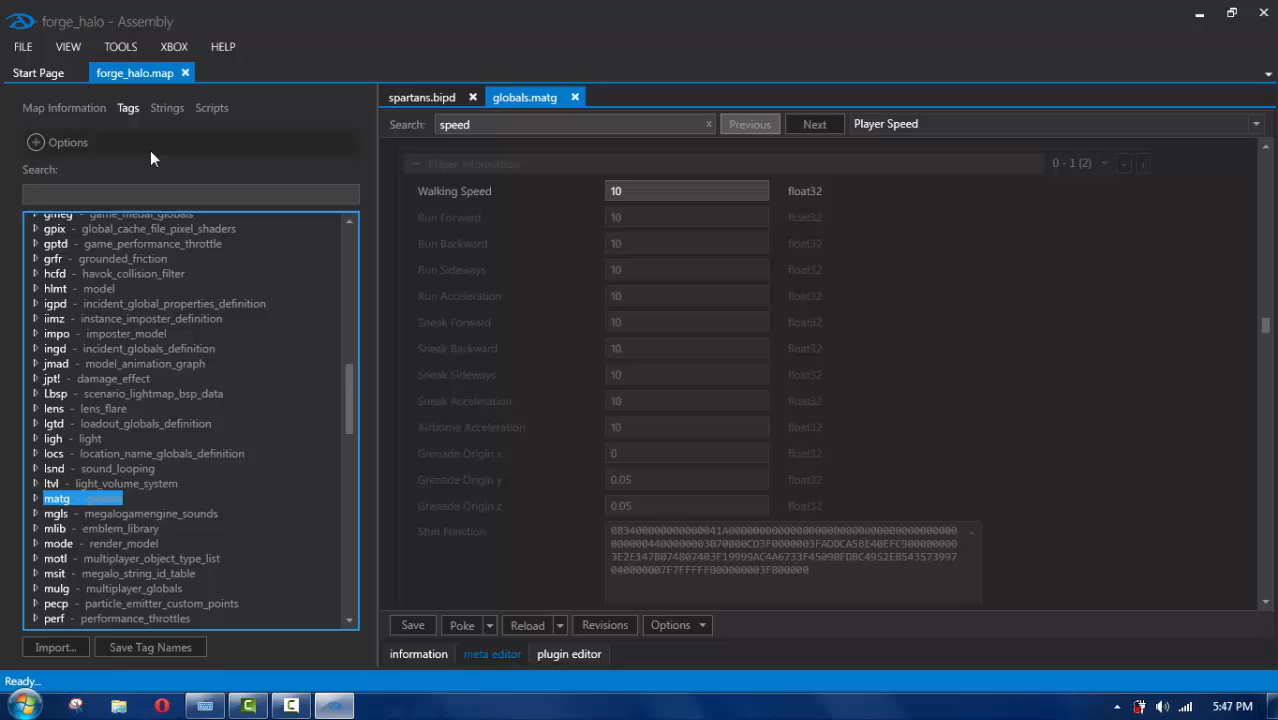 forge_halo - Assembly
FILE VIEW TOOLS XBOX HELP
Start Page forge_halo.map
Map Information Tags Strings Scripts
Options
Search:
gmeg - game_medal_globals
gpix - global_cache_file_pixel_shaders
gptd - game_performance_throttle
grfr - grounded_friction
hcfd - havok_collision_filter
hlmt - model
igpd - incident_global_properties_definition
iimz - instance_imposter_definition
impo - imposter_model
ingd - incident_globals_definition
jmad - model_animation_graph
jpt! - damage_effect
Lbsp - scenario_lightmap_bsp_data
lens - lens_flare
lgtd - loadout_globals_definition
ligh - light
locs - location_name_globals_definition
lsnd - sound_looping
ltvl - light_volume_system
matg - globals
mgls - megalogamengine_sounds
mlib - emblem_library
mode - render_model
motl - multiplayer_object_type_list
msit - megalo_string_id_table
mulg - multiplayer_globals
pecp - particle_emitter_custom_points
perf - performance_throttles
Import... Save Tag Names
spartans.bipd globals.matg
Search: speed x Previous Next Player Speed
Player Information 0 - 1 (2)
Walking Speed 10 float32
Run Forward 10 float32
Run Backward 10 float32
Run Sideways 10 float32
Run Acceleration 10 float32
Sneak Forward 10 float32
Sneak Backward 10 float32
Sneak Sideways 10 float32
Sneak Acceleration 10 float32
Airborne Acceleration 10 float32
Grenade Origin x 0 float32
Grenade Origin y 0.05 float32
Grenade Origin z 0.05 float32
Stun Function
Save Poke Reload Revisions Options
information meta editor plugin editor
Ready...
5:47 PM